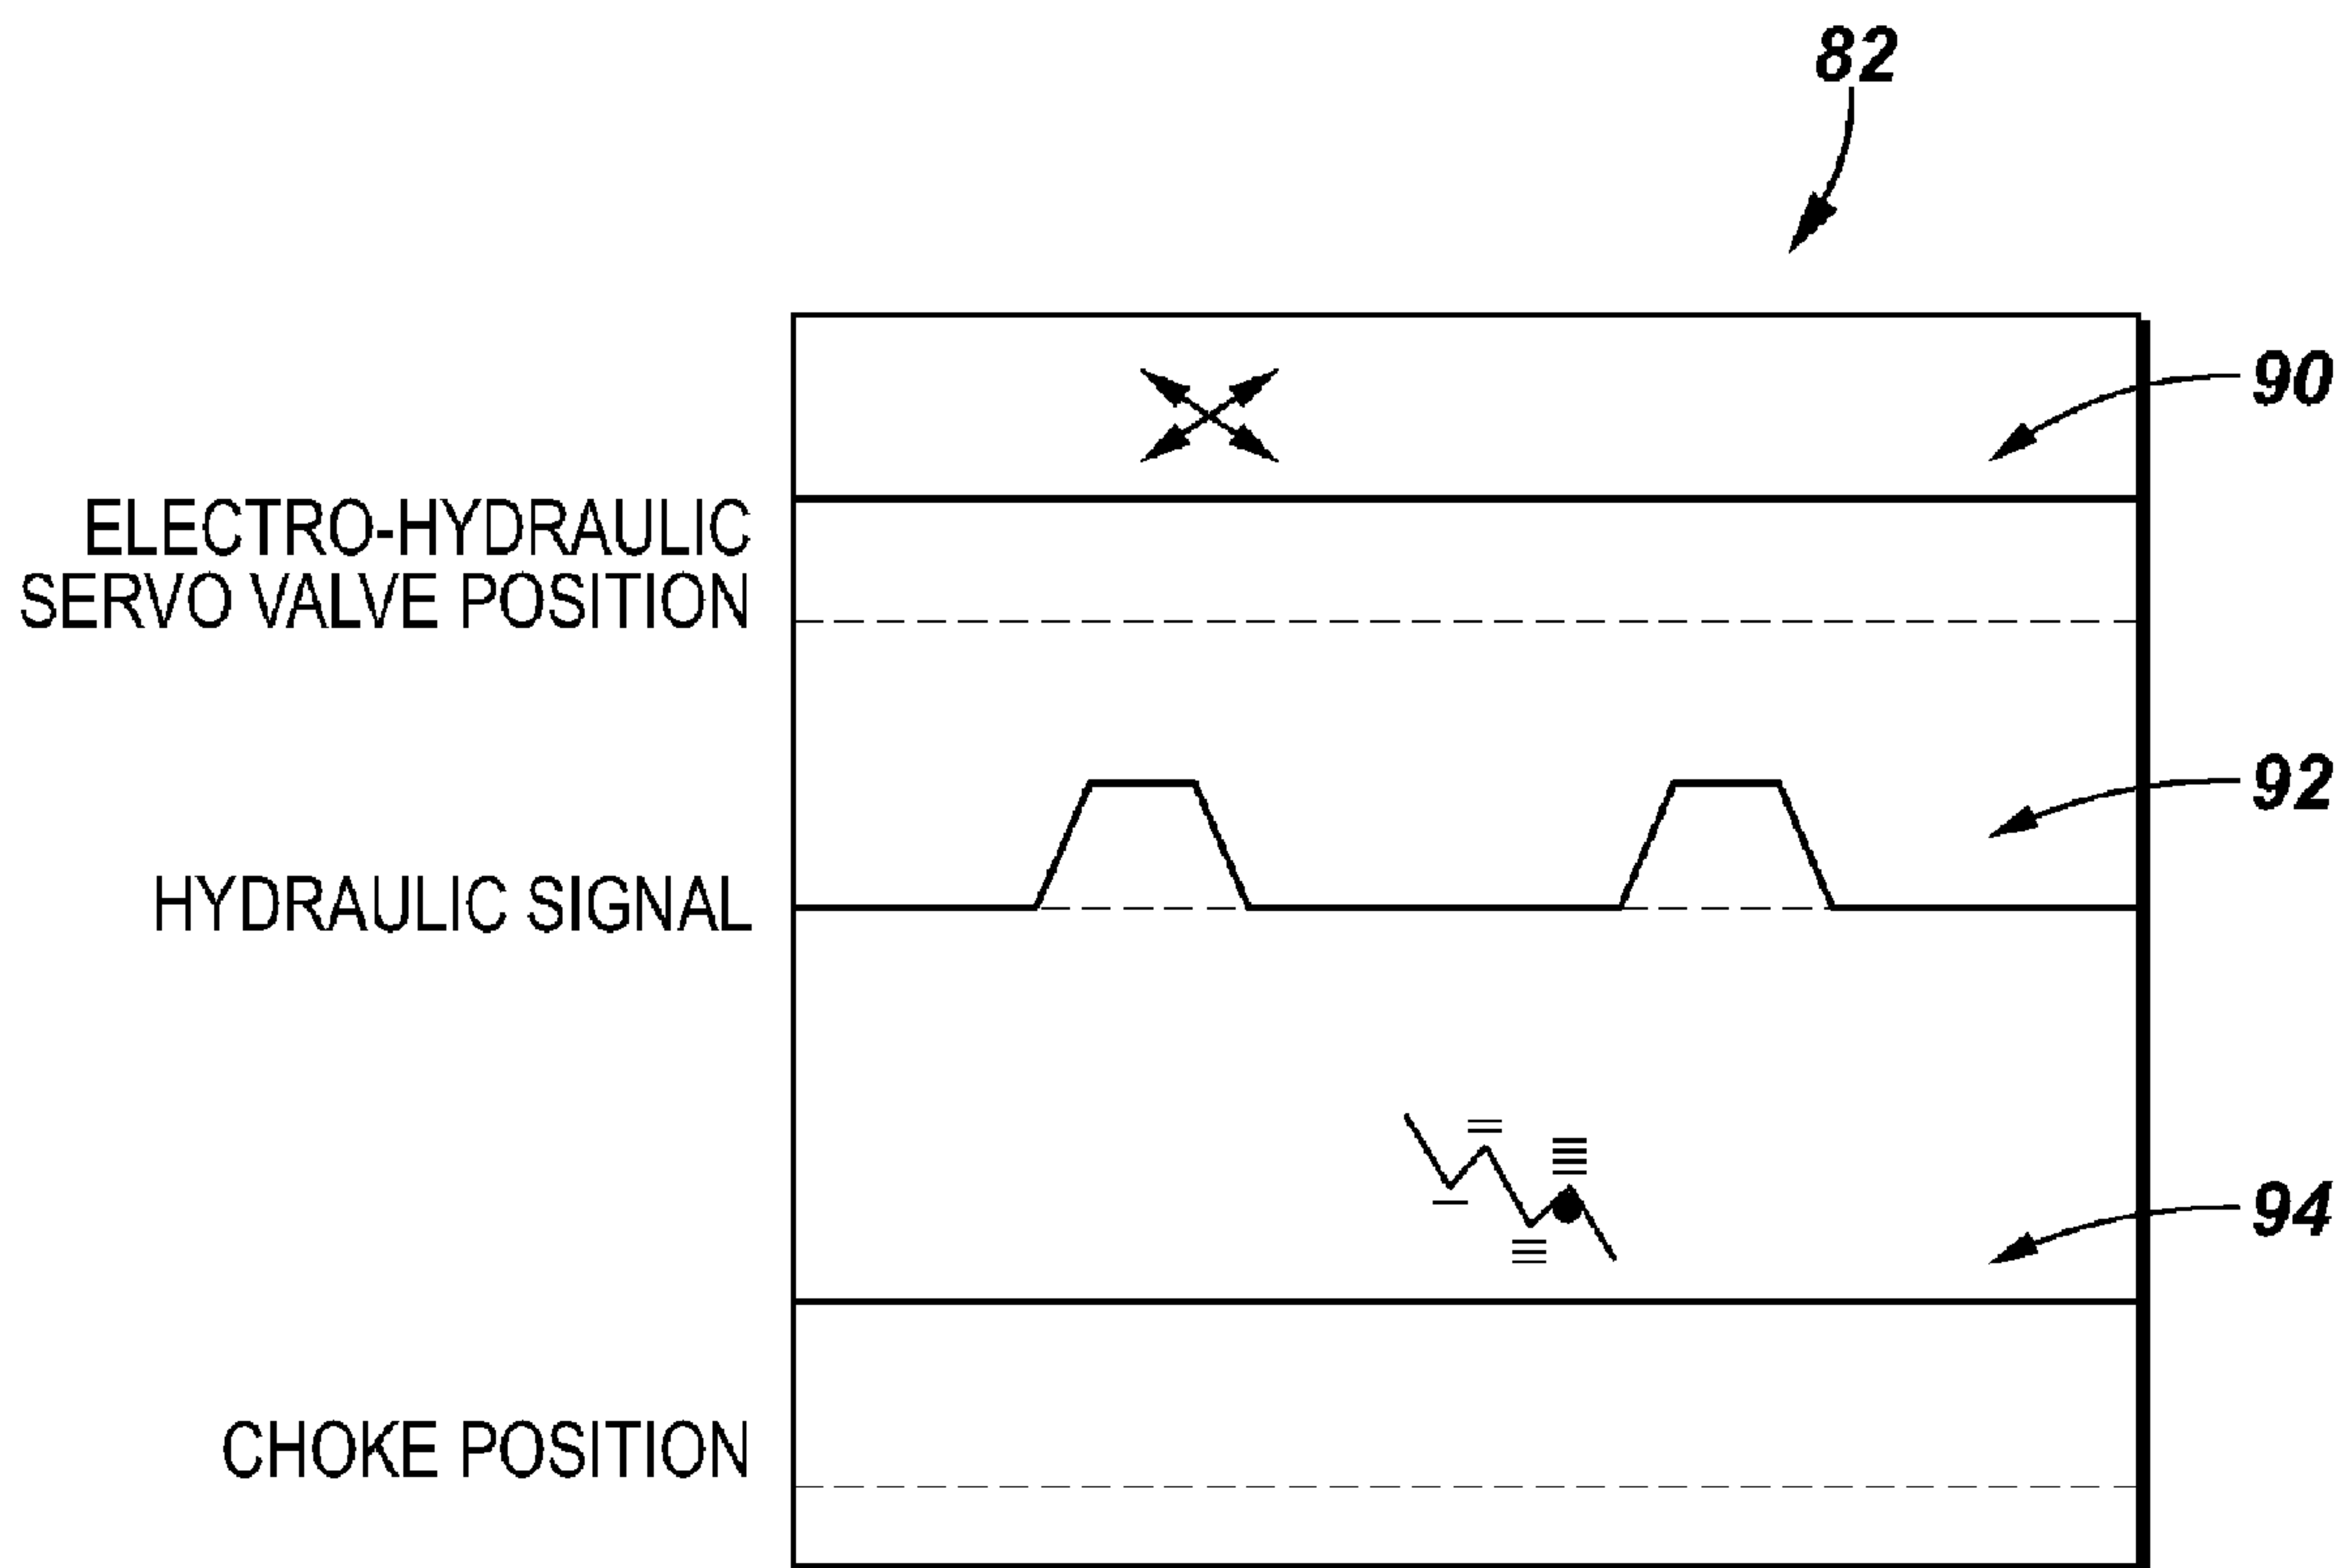 82
90
ELECTRO-HYDRAULIC
SERVO VALVE POSITION
92
HYDRAULIC SIGNAL
94
CHOKE POSITION